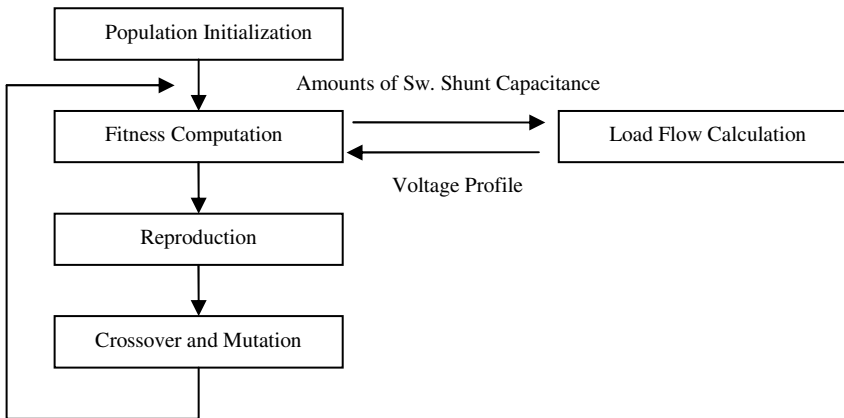 Population Initialization
Amounts of Sw. Shunt Capacitance
Fitness Computation
Load Flow Calculation
Voltage Profile
Reproduction
Crossover and Mutation